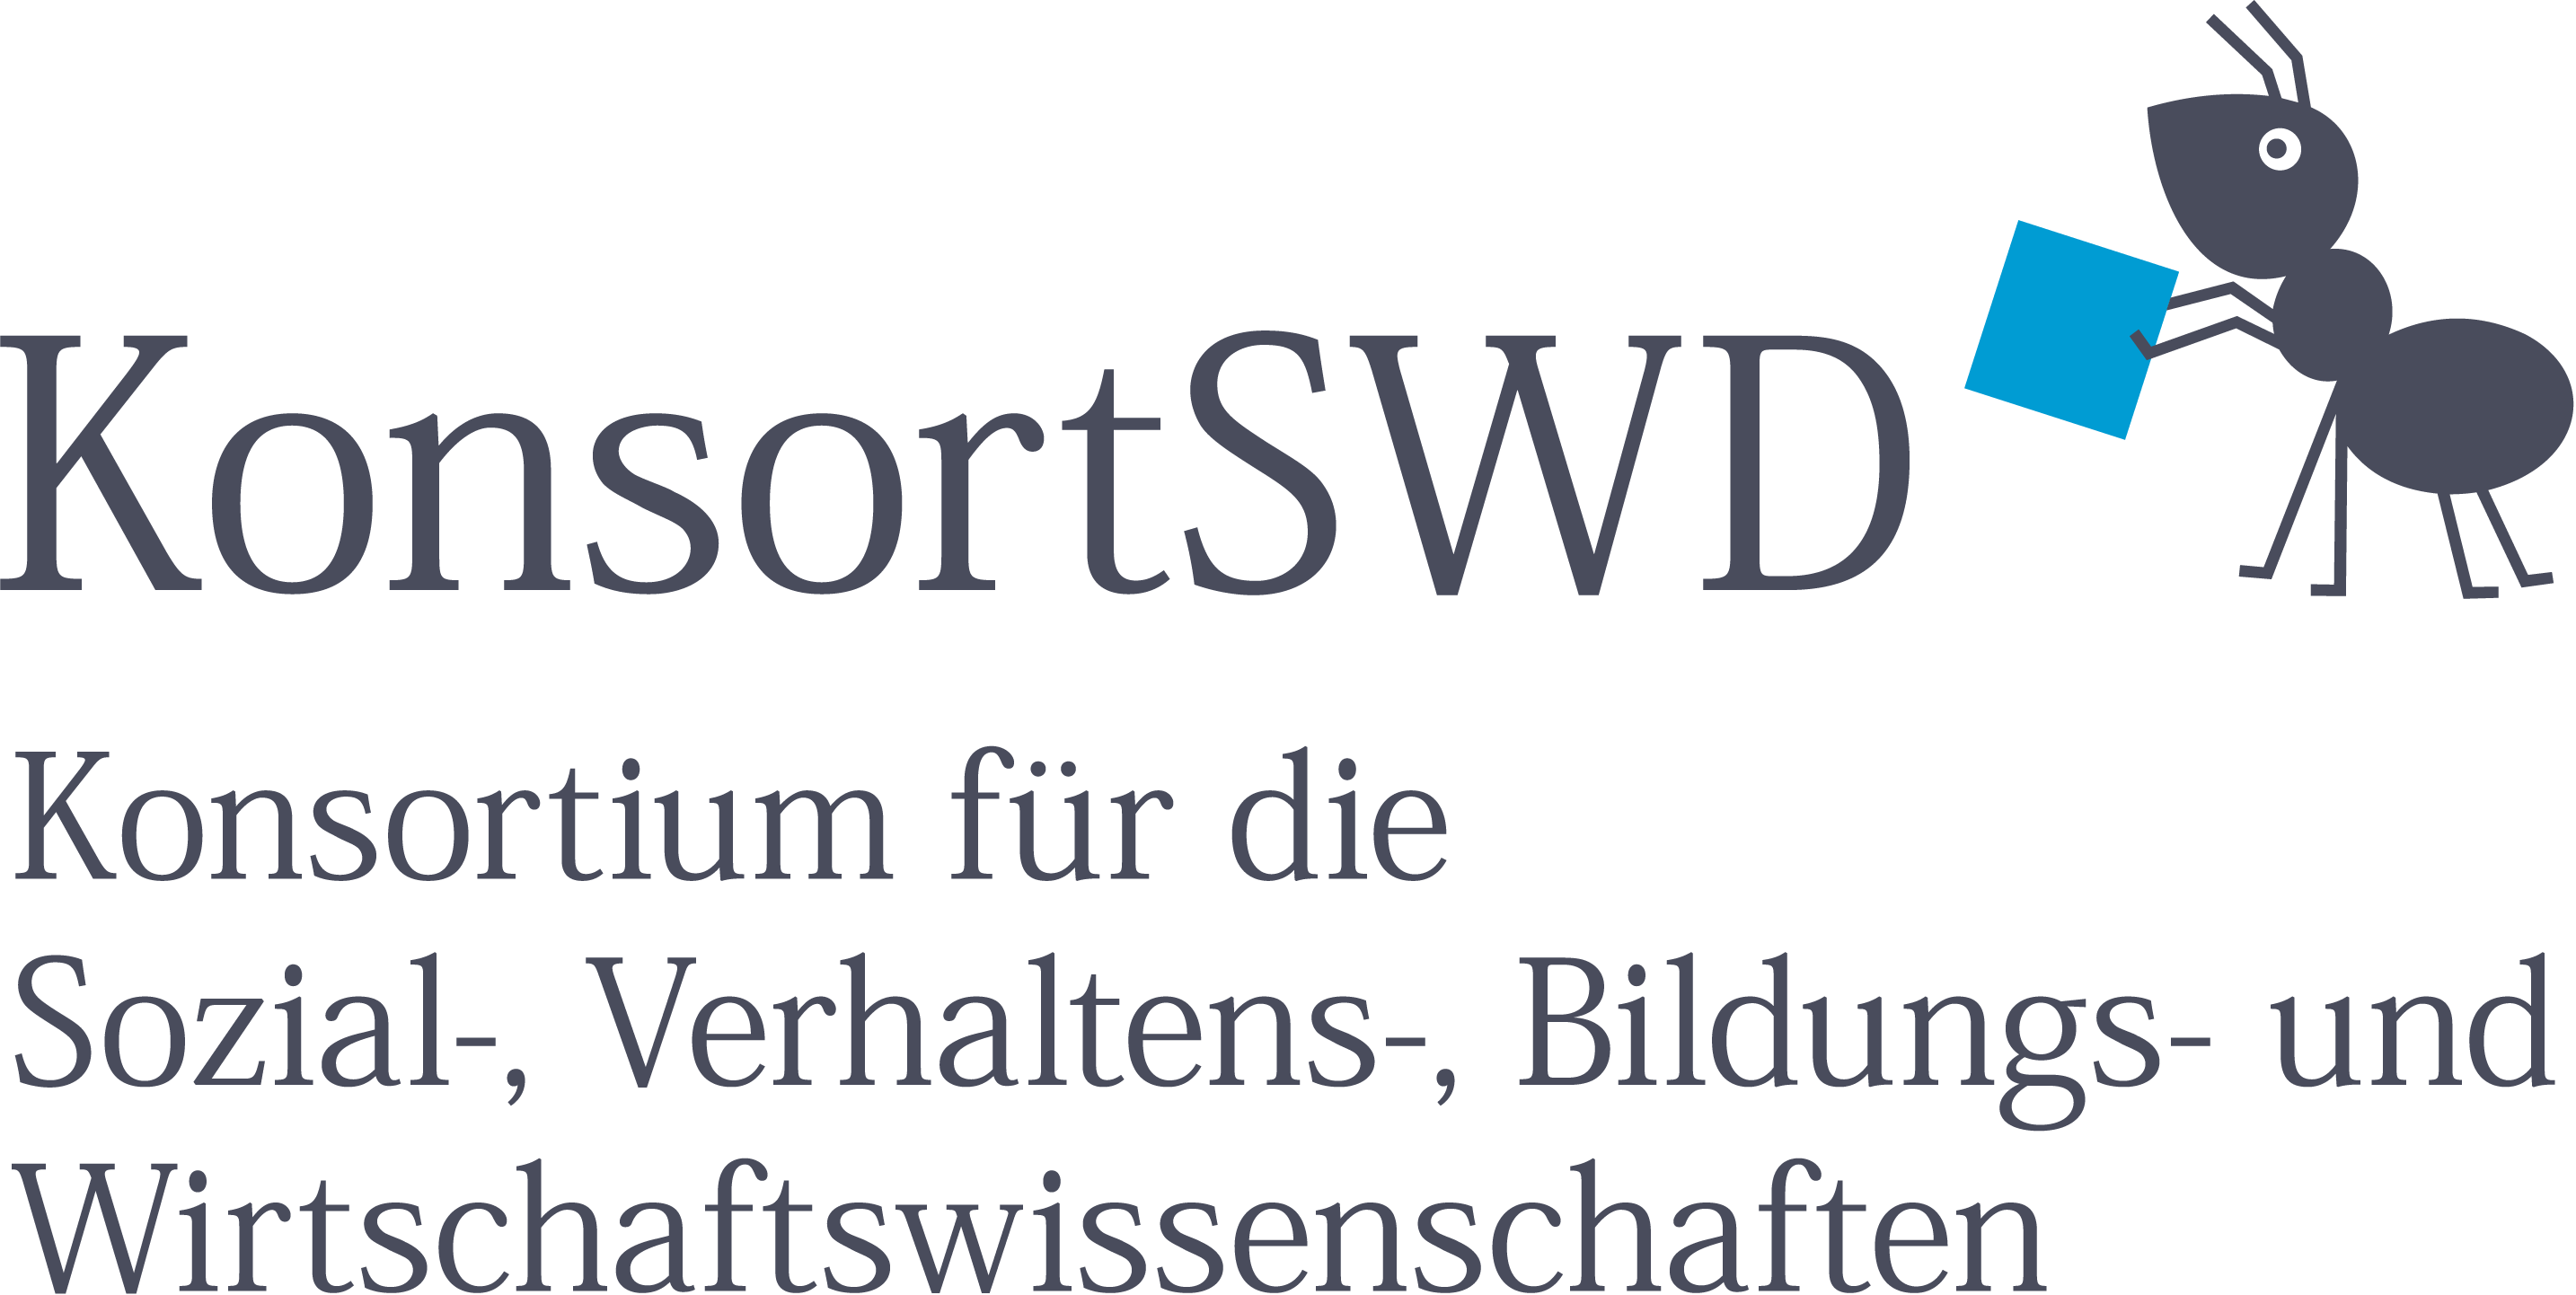 KonsortSWD
Konsortium für die
Sozial-, Verhaltens-, Bildungs- und
Wirtschaftswissenschaften